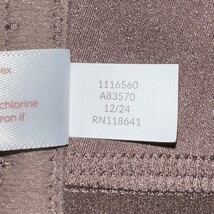 ex
chlorine
ron if
1116560
A83570
12/24
RN118641